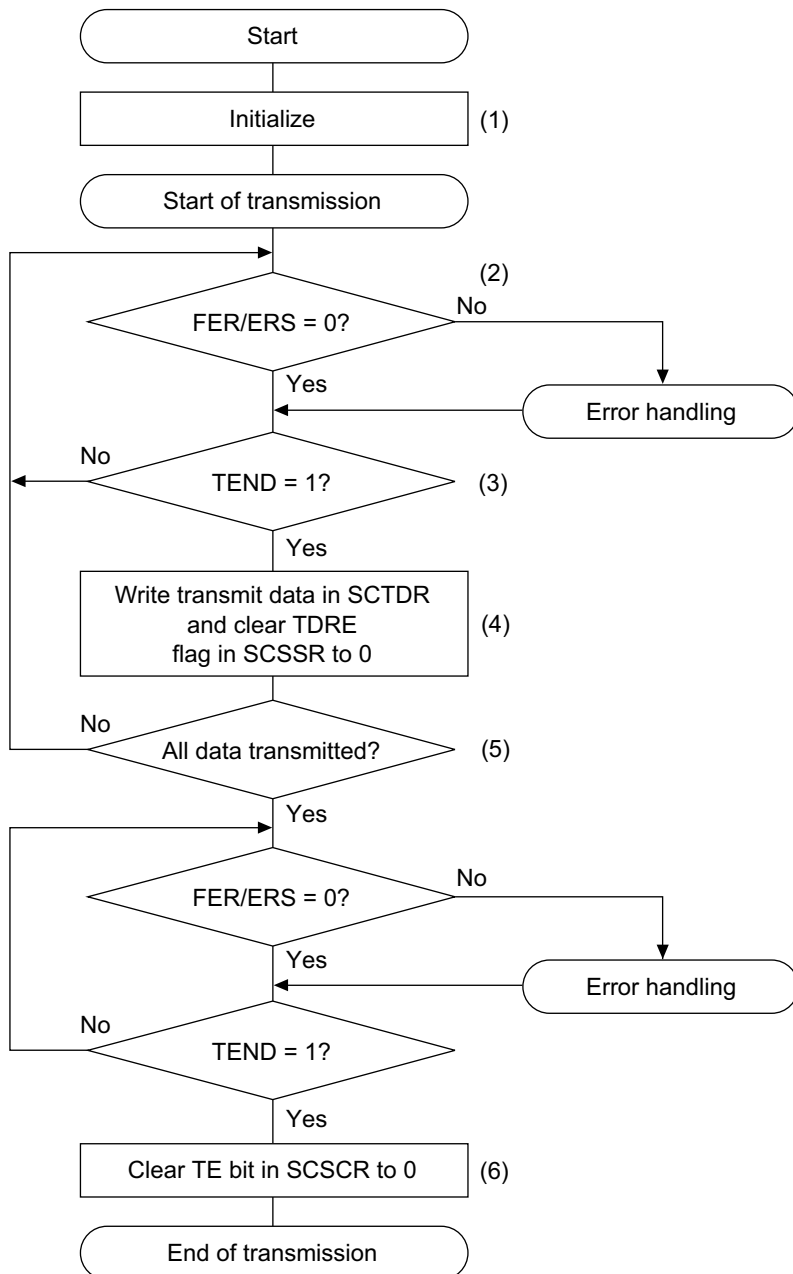 Start
Initialize
(1)
Start of transmission
(2)
FER/ERS = 0?
No
Yes
Error handling
No
TEND = 1?
(3)
Yes
Write transmit data in SCTDR
and clear TDRE
flag in SCSSR to 0
(4)
No
All data transmitted?
(5)
Yes
FER/ERS = 0?
No
Yes
Error handling
No
TEND = 1?
Yes
Clear TE bit in SCSCR to 0
(6)
End of transmission